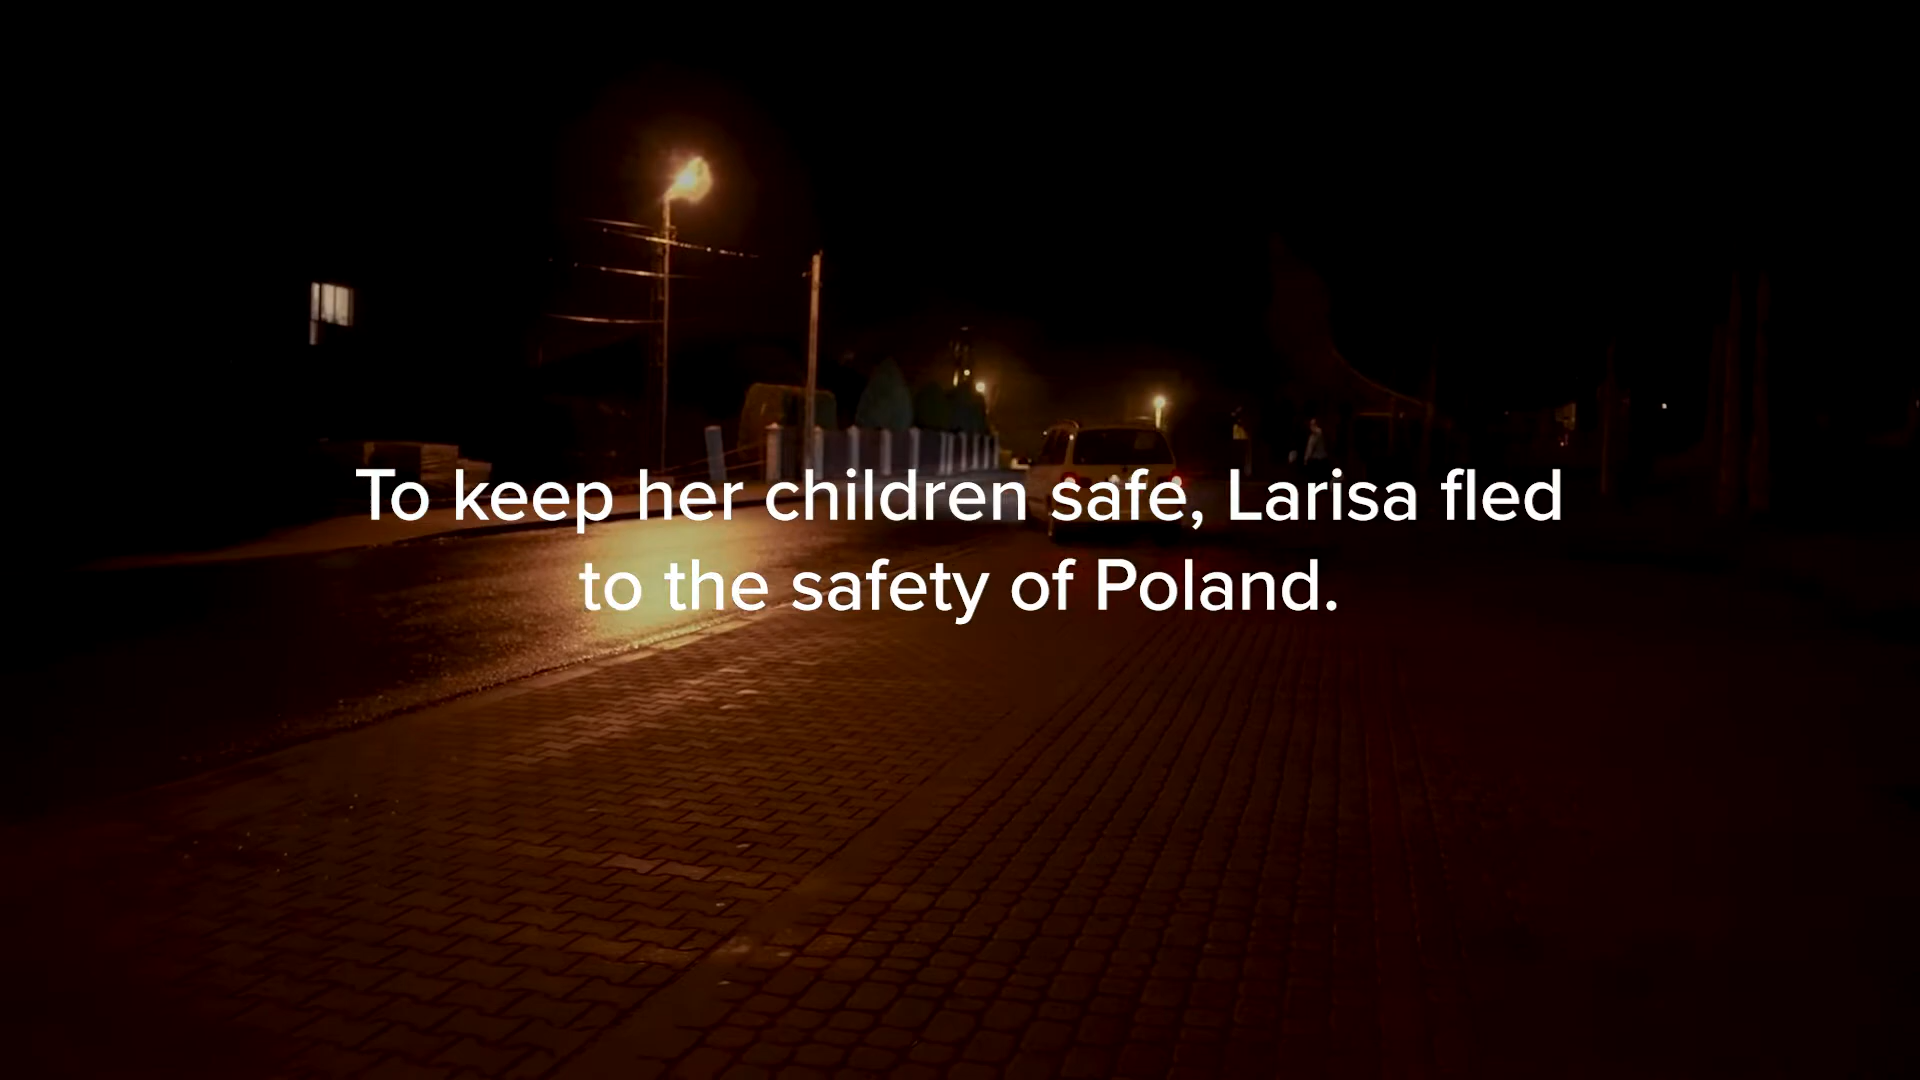 To keep her children safe, Larisa fled
to the safety of Poland.